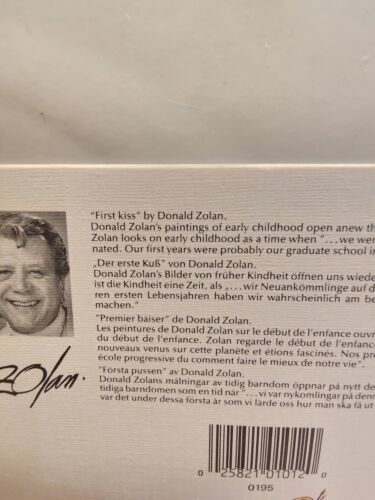 "First kiss" by Donald Zolan.
Donald Zolan's paintings of early childhood open anew th
Zolan looks on early childhood as a time when "...we wer
nated. Our first years were probably our graduate school in
„Der erste Kuß" von Donald Zolan.
Donald Zolan's Bilder von früher Kindheit öffnen uns wiede
ist die Kindheit eine Zeit, als „...wir Neuankömmlinge auf d
ren ersten Lebensjahren haben wir wahrscheinlich am be
machen."
"Premier baiser" de Donald Zolan.
Les peintures de Donald Zolan sur le début de l'enfance ouvr
du début de l'enfance. Zolan regarde le début de l'enfanc
nouveaux venus sur cette planète et étions fascinés. Nos pre
école progressive du comment faire le mieux de notre vie".
"Första pussen" av Donald Zolan.
Donald Zolans målningar av tidig barndom öppnar på nytt de
tidiga barndomen som en tid när "...vi var nykomlingar på denn
var det under dessa första år som vi lärde oss hur man ska få ut
Zolan.
0 25821 01012 0
0195